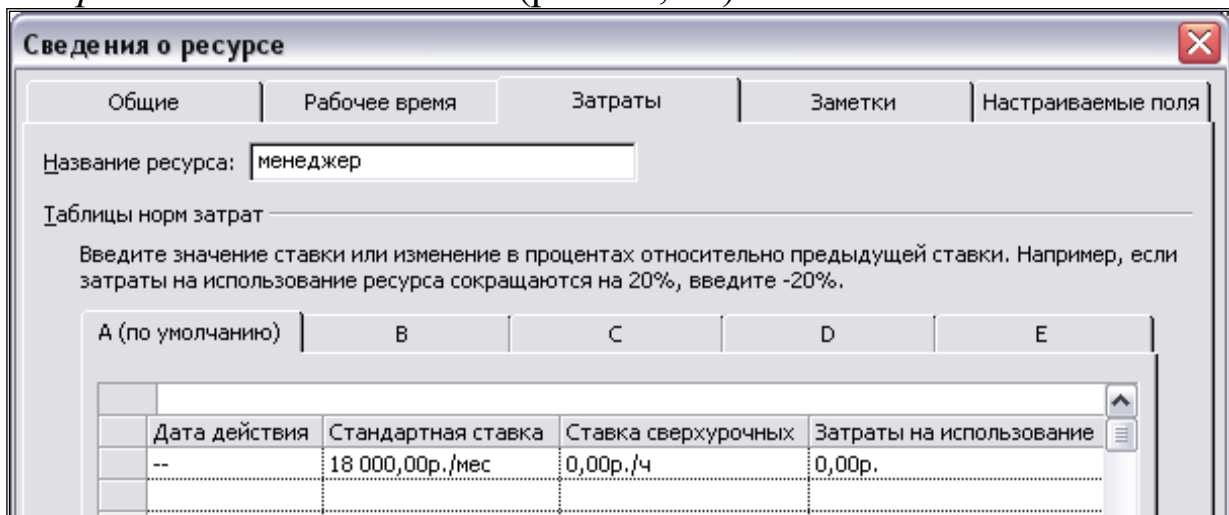 Сведения о ресурсе
Общие Рабочее время Затраты Заметки Настраиваемые поля
Название ресурса: менеджер
Таблицы норм затрат
Введите значение ставки или изменение в процентах относительно предыдущей ставки. Например, если
затраты на использование ресурса сокращаются на 20%, введите -20%.
A (по умолчанию) B C D E
Дата действия Стандартная ставка Ставка сверхурочных Затраты на использование
-- 18 000,00р./мес 0,00р./ч 0,00р.